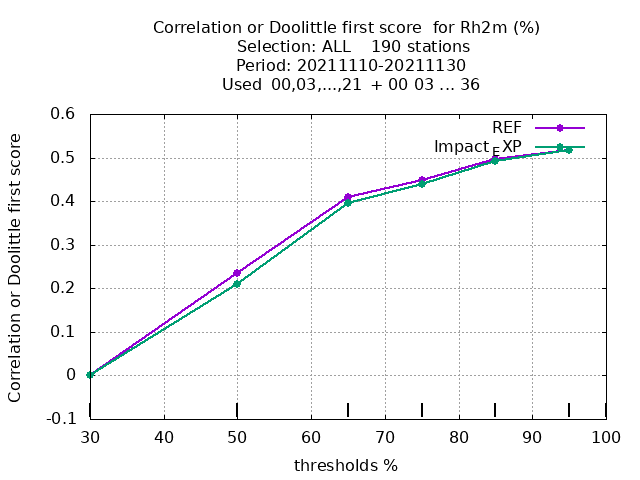 Correlation or Doolittle first score  for Rh2m (%)
Selection: ALL    190 stations
Period: 20211110-20211130
Used  00,03,...,21  + 00 03 ... 36
Correlation or Doolittle first score
0.6
0.5
0.4
0.3
0.2
0.1
0
-0.1
REF
Impact_EXP
30
40
50
60
70
80
90
100
thresholds %